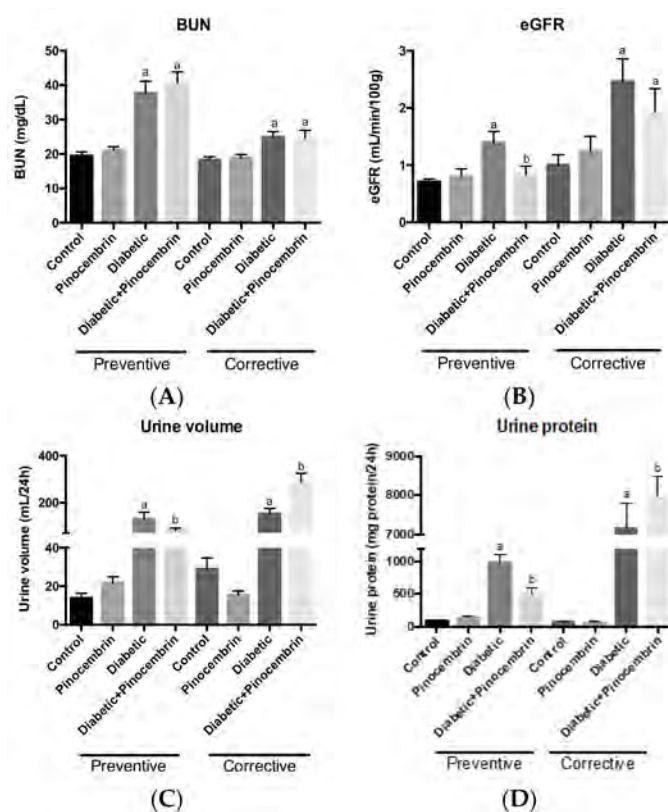 BUN
BUN (mg/dL)
50
40
30
20
10
0
a
a
a
a
Control
Pinocembrin
Diabetic
Diabetic+Pinocembrin
Control
Pinocembrin
Diabetic
Diabetic+Pinocembrin
Preventive
Corrective
(A)
eGFR
eGFR (mL/min/100g)
3
2
1
0
a
b
a
a
Control
Pinocembrin
Diabetic
Diabetic+Pinocembrin
Control
Pinocembrin
Diabetic
Diabetic+Pinocembrin
Preventive
Corrective
(B)
Urine volume
Urine volume (mL/24h)
400
200
40
20
0
a
b
a
b
Control
Pinocembrin
Diabetic
Diabetic+Pinocembrin
Control
Pinocembrin
Diabetic
Diabetic+Pinocembrin
Preventive
Corrective
(C)
Urine protein
Urine protein (mg protein/24h)
9000
8000
7000
1000
500
0
a
b
a
b
Control
Pinocembrin
Diabetic
Diabetic+Pinocembrin
Control
Pinocembrin
Diabetic
Diabetic+Pinocembrin
Preventive
Corrective
(D)